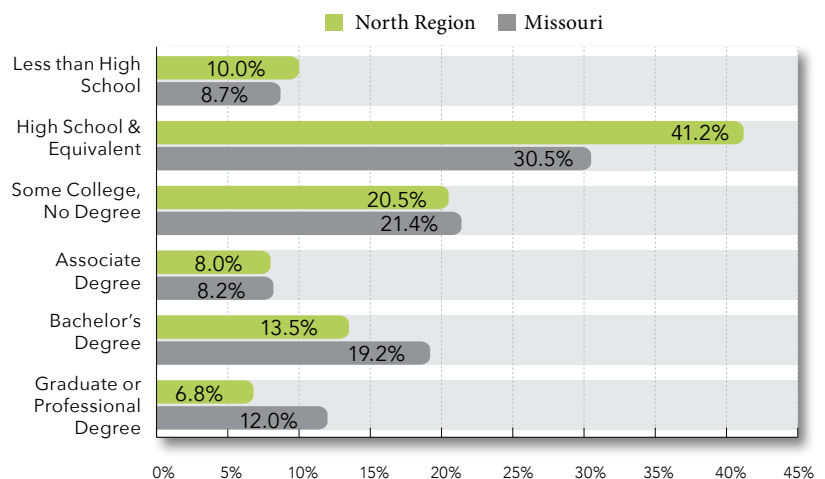 North Region Missouri
Less than High
School
10.0%
8.7%
High School &
Equivalent
41.2%
30.5%
Some College,
No Degree
20.5%
21.4%
Associate
Degree
8.0%
8.2%
Bachelor’s
Degree
13.5%
19.2%
Graduate or
Professional
Degree
6.8%
12.0%
0% 5% 10% 15% 20% 25% 30% 35% 40% 45%